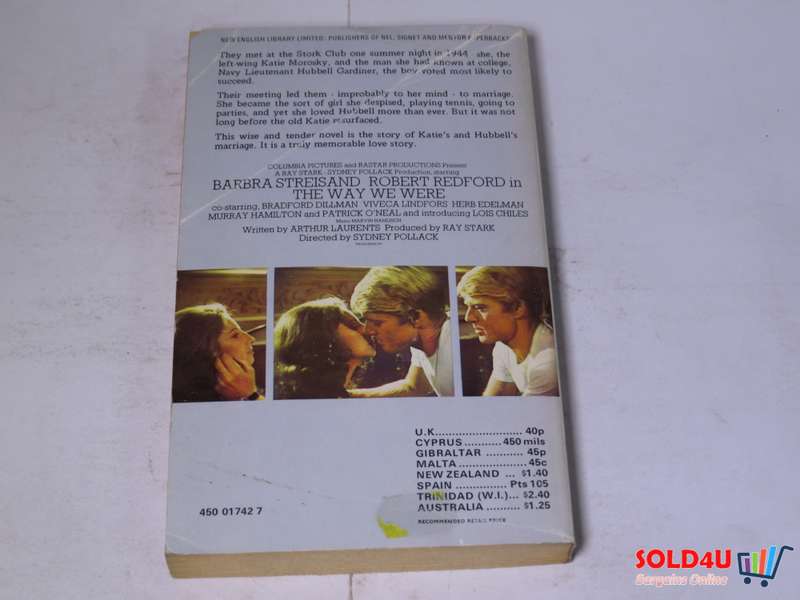 NEW ENGLISH LIBRARY LIMITED: PUBLISHERS OF NEL, SIGNET AND MENTOR PAPERBACKS
They met at the Stork Club one summer night in 1944 - she, the
left-wing Katie Morosky, and the man she had known at college,
Navy Lieutenant Hubbell Gardiner, the boy voted most likely to
succeed.
Their meeting led them - improbably to her mind - to marriage.
She became the sort of girl she despised, playing tennis, going to
parties, and yet she loved Hubbell more than ever. But it was not
long before the old Katie resurfaced.
This wise and tender novel is the story of Katie's and Hubbell's
marriage. It is a truly memorable love story.
COLUMBIA PICTURES and RASTAR PRODUCTIONS Present
A RAY STARK - SYDNEY POLLACK Production, starring
BARBRA STREISAND ROBERT REDFORD in
THE WAY WE WERE
co-starring, BRADFORD DILLMAN VIVECA LINDFORS HERB EDELMAN
MURRAY HAMILTON and PATRICK O'NEAL and introducing LOIS CHILES
Music MARVIN HAMLISCH
Written by ARTHUR LAURENTS Produced by RAY STARK
Directed by SYDNEY POLLACK
U.K. .......................... 40p
CYPRUS ........... 450 mils
GIBRALTAR ........... 45p
MALTA .................... 45c
NEW ZEALAND ... $1.40
SPAIN ............... Pts 105
TRINIDAD (W.I.)... $2.40
AUSTRALIA .......... $1.25
RECOMMENDED RETAIL PRICE
450 01742 7
SOLD4U
Bargains Online